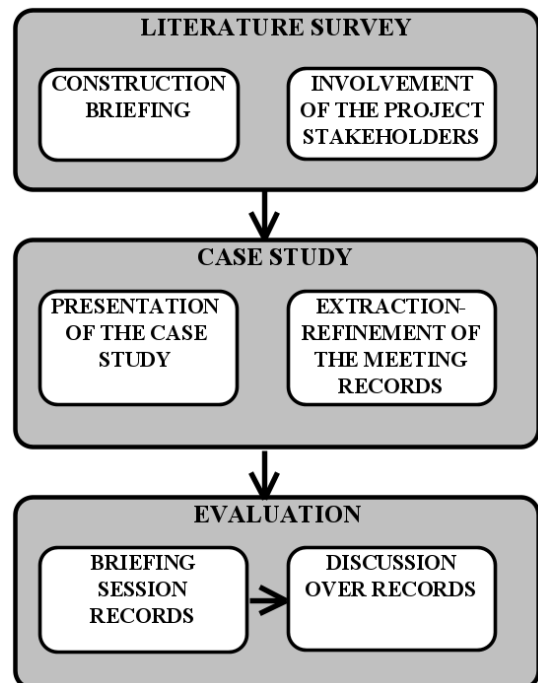 LITERATURE SURVEY
CONSTRUCTION
BRIEFING
INVOLVEMENT
OF THE PROJECT
STAKEHOLDERS
CASE STUDY
PRESENTATION
OF THE CASE
STUDY
EXTRACTION-
REFINEMENT OF
THE MEETING
RECORDS
EVALUATION
BRIEFING
SESSION
RECORDS
DISCUSSION
OVER RECORDS